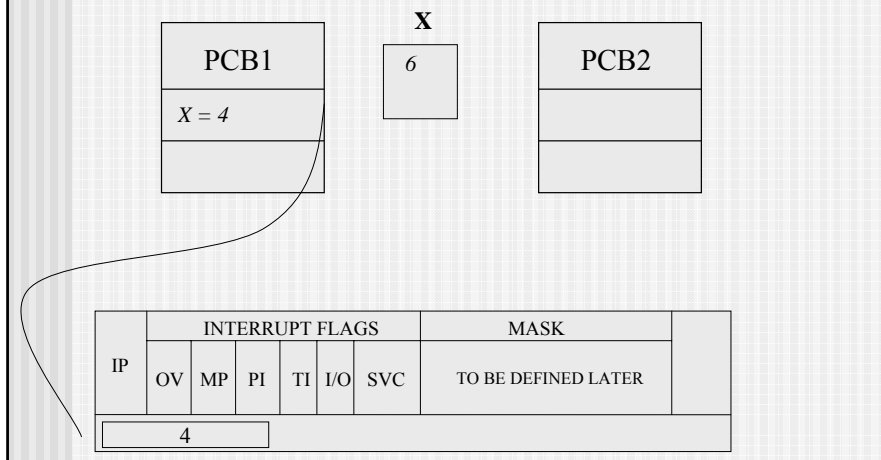 X
PCB1
6
PCB2
X = 4
INTERRUPT FLAGS MASK
IP
OV MP PI TI I/O SVC TO BE DEFINED LATER
4